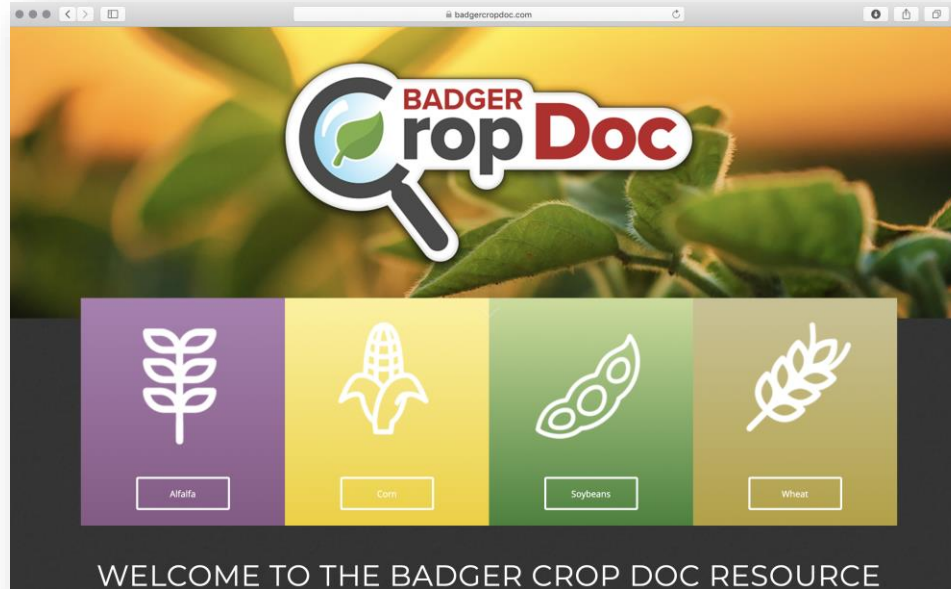 badgercropdoc.com
BADGER
Crop Doc
Alfalfa
Corn
Soybeans
Wheat
WELCOME TO THE BADGER CROP DOC RESOURCE